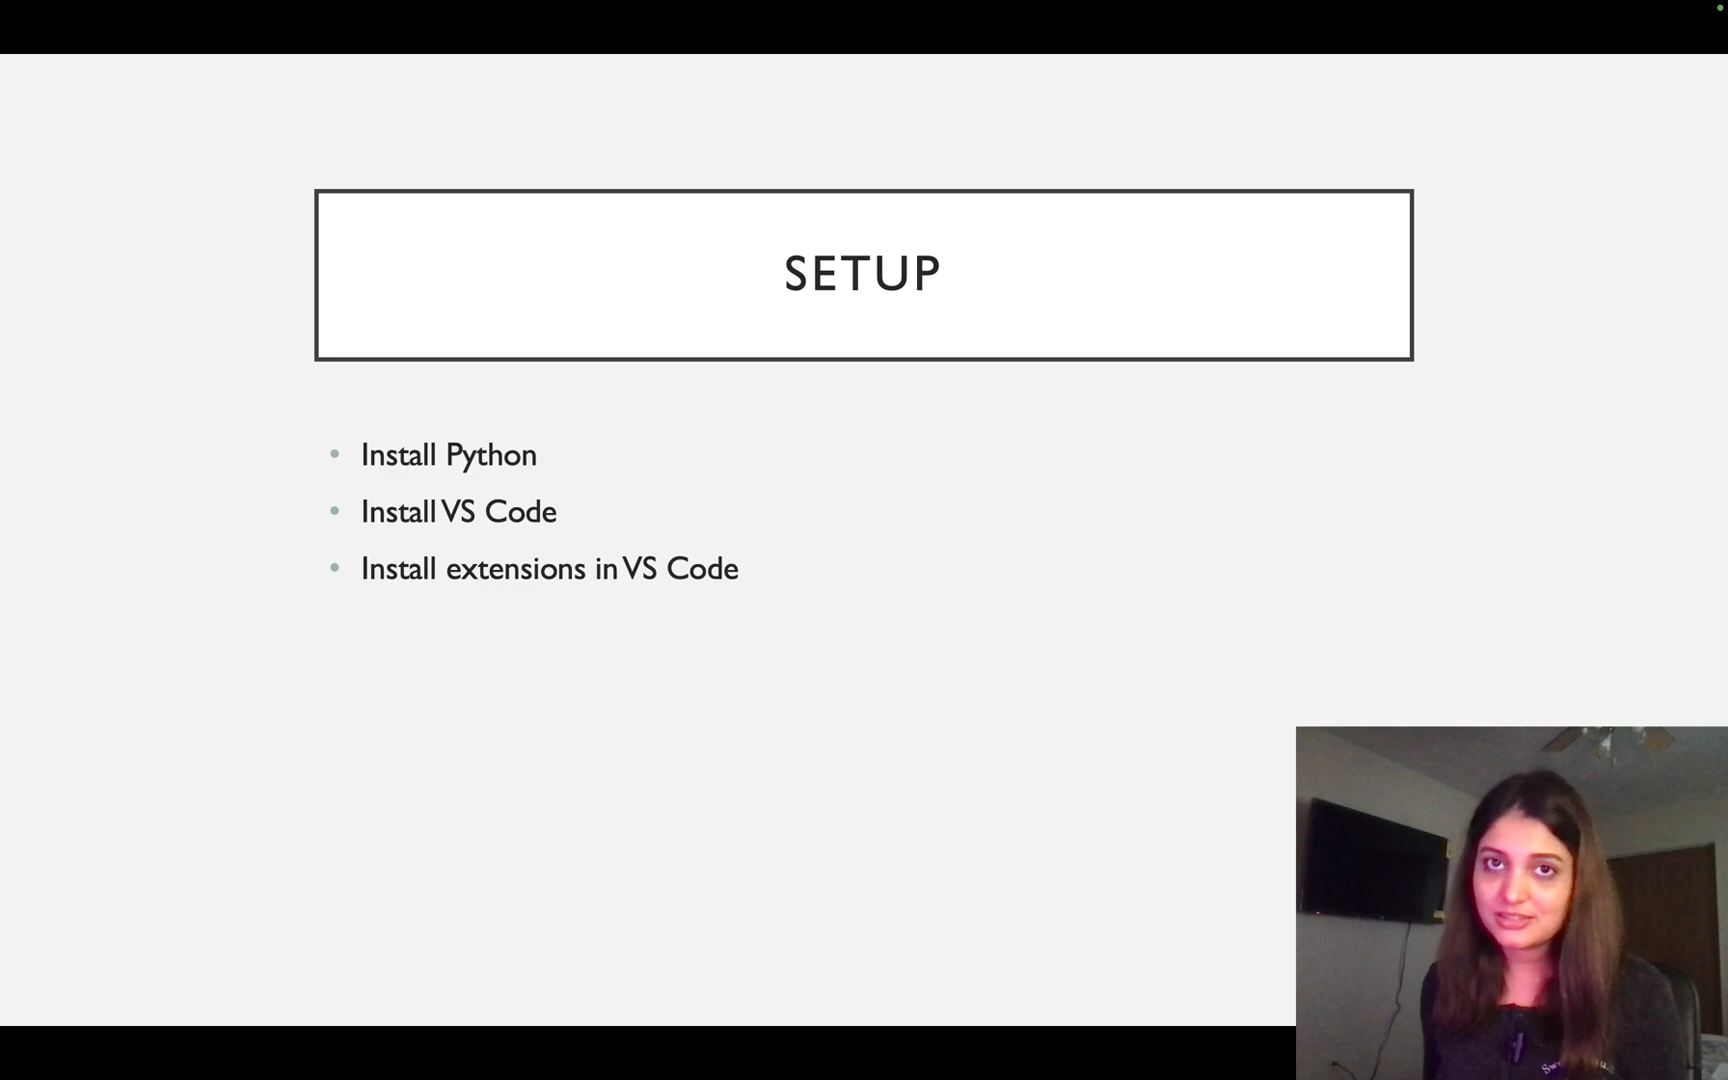 SETUP
Install Python
Install VS Code
Install extensions in VS Code